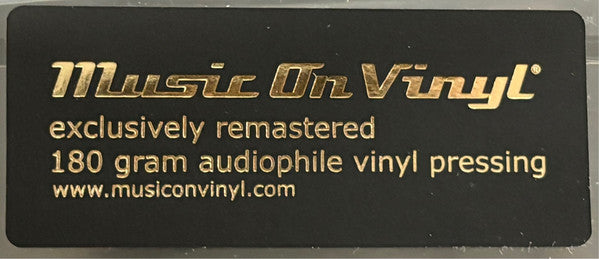 Music On Vinyl®
exclusively remastered
180 gram audiophile vinyl pressing
www.musiconvinyl.com